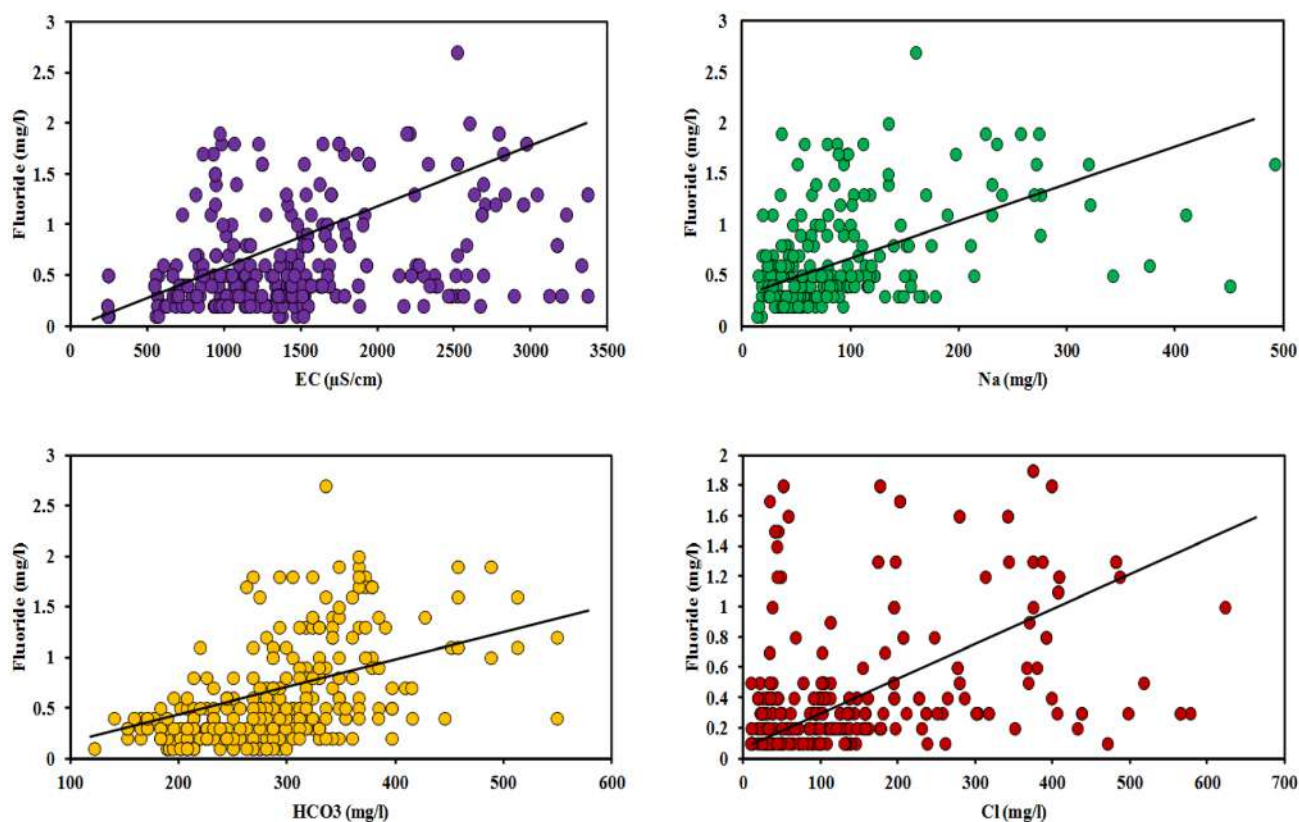 3
2.5
2
1.5
1
0.5
0
Fluoride (mg/l)
0 500 1000 1500 2000 2500 3000 3500
EC (µS/cm)
3
2.5
2
1.5
1
0.5
0
Fluoride (mg/l)
0 100 200 300 400 500
Na (mg/l)
3
2.5
2
1.5
1
0.5
0
Fluoride (mg/l)
100 200 300 400 500 600
HCO3 (mg/l)
2
1.8
1.6
1.4
1.2
1
0.8
0.6
0.4
0.2
0
Fluoride (mg/l)
0 100 200 300 400 500 600 700
Cl (mg/l)